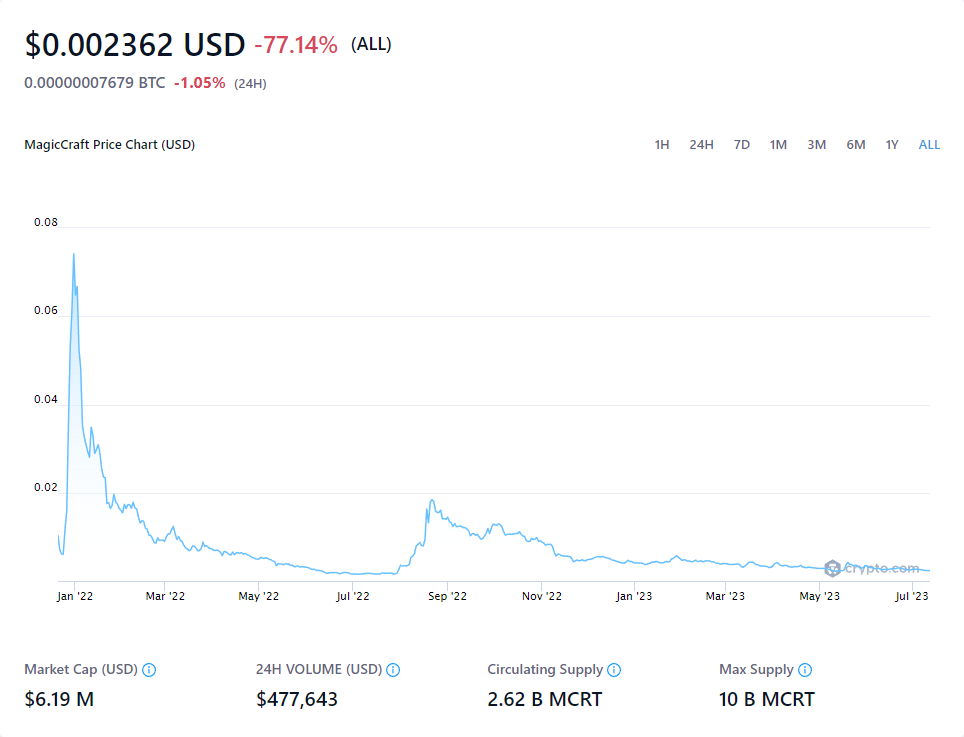 $0.002362 USD -77.14% (ALL)
0.00000007679 BTC -1.05% (24H)
MagicCraft Price Chart (USD) 1H 24H 7D 1M 3M 6M 1Y ALL
0.08
0.06
0.04
0.02
crypto.com
Jan '22 Mar '22 May '22 Jul '22 Sep '22 Nov '22 Jan '23 Mar '23 May '23 Jul '23
Market Cap (USD) 24H VOLUME (USD) Circulating Supply Max Supply
$6.19 M $477,643 2.62 B MCRT 10 B MCRT